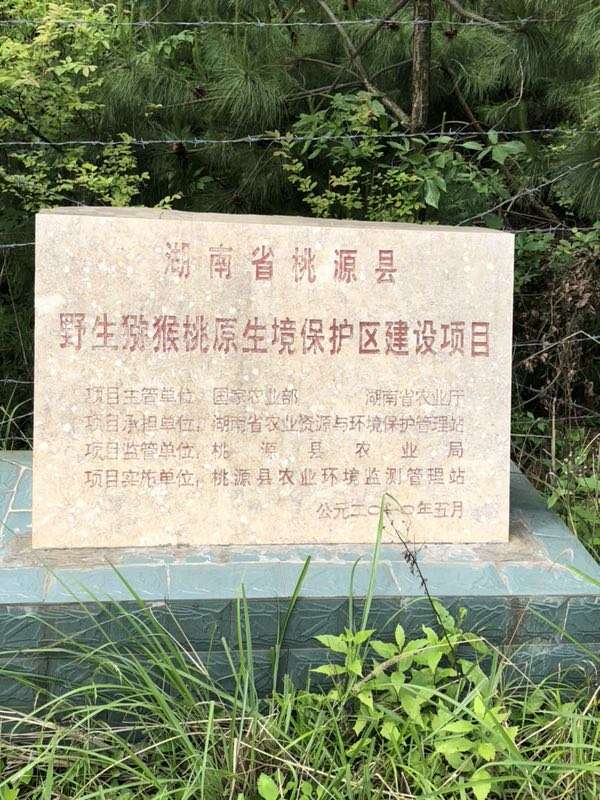 湖南省桃源县
野生猕猴桃原生境保护区建设项目
项目主管单位：国家农业部 湖南省农业厅
项目承担单位：湖南省农业资源与环境保护管理站
项目监管单位：桃源县农业局
项目实施单位：桃源县农业环境监测管理站
公元二〇一〇年五月